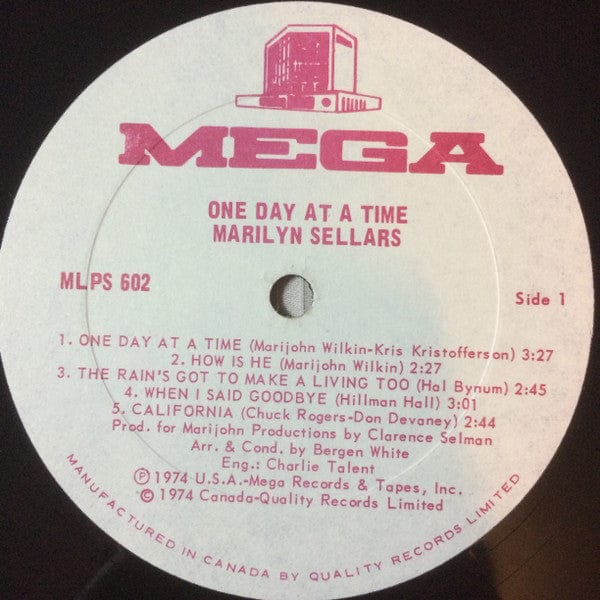 MEGA
ONE DAY AT A TIME
MARILYN SELLARS
MLPS 602
Side 1
1. ONE DAY AT A TIME (Marijohn Wilkin-Kris Kristofferson) 3:27
2. HOW IS HE (Marijohn Wilkin) 2:27
3. THE RAIN'S GOT TO MAKE A LIVING TOO (Hal Bynum) 2:45
4. WHEN I SAID GOODBYE (Hillman Hall) 3:01
5. CALIFORNIA (Chuck Rogers-Don Devaney) 2:44
Prod. for Marijohn Productions by Clarence Selman
Arr. & Cond. by Bergen White
Eng.: Charlie Talent
℗ 1974 U.S.A.-Mega Records & Tapes, Inc.
© 1974 Canada-Quality Records Limited
MANUFACTURED IN CANADA BY QUALITY RECORDS LIMITED